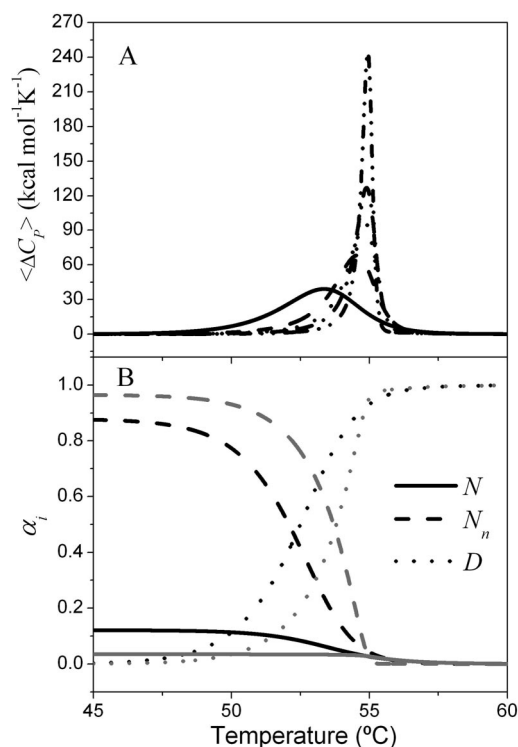 A
270
240
210
180
150
120
90
60
30
0
<ΔC_P> (kcal mol⁻¹K⁻¹)
B
1.0
0.8
0.6
0.4
0.2
0.0
α_i
N
N_n
D
45 50 55 60
Temperature (ºC)